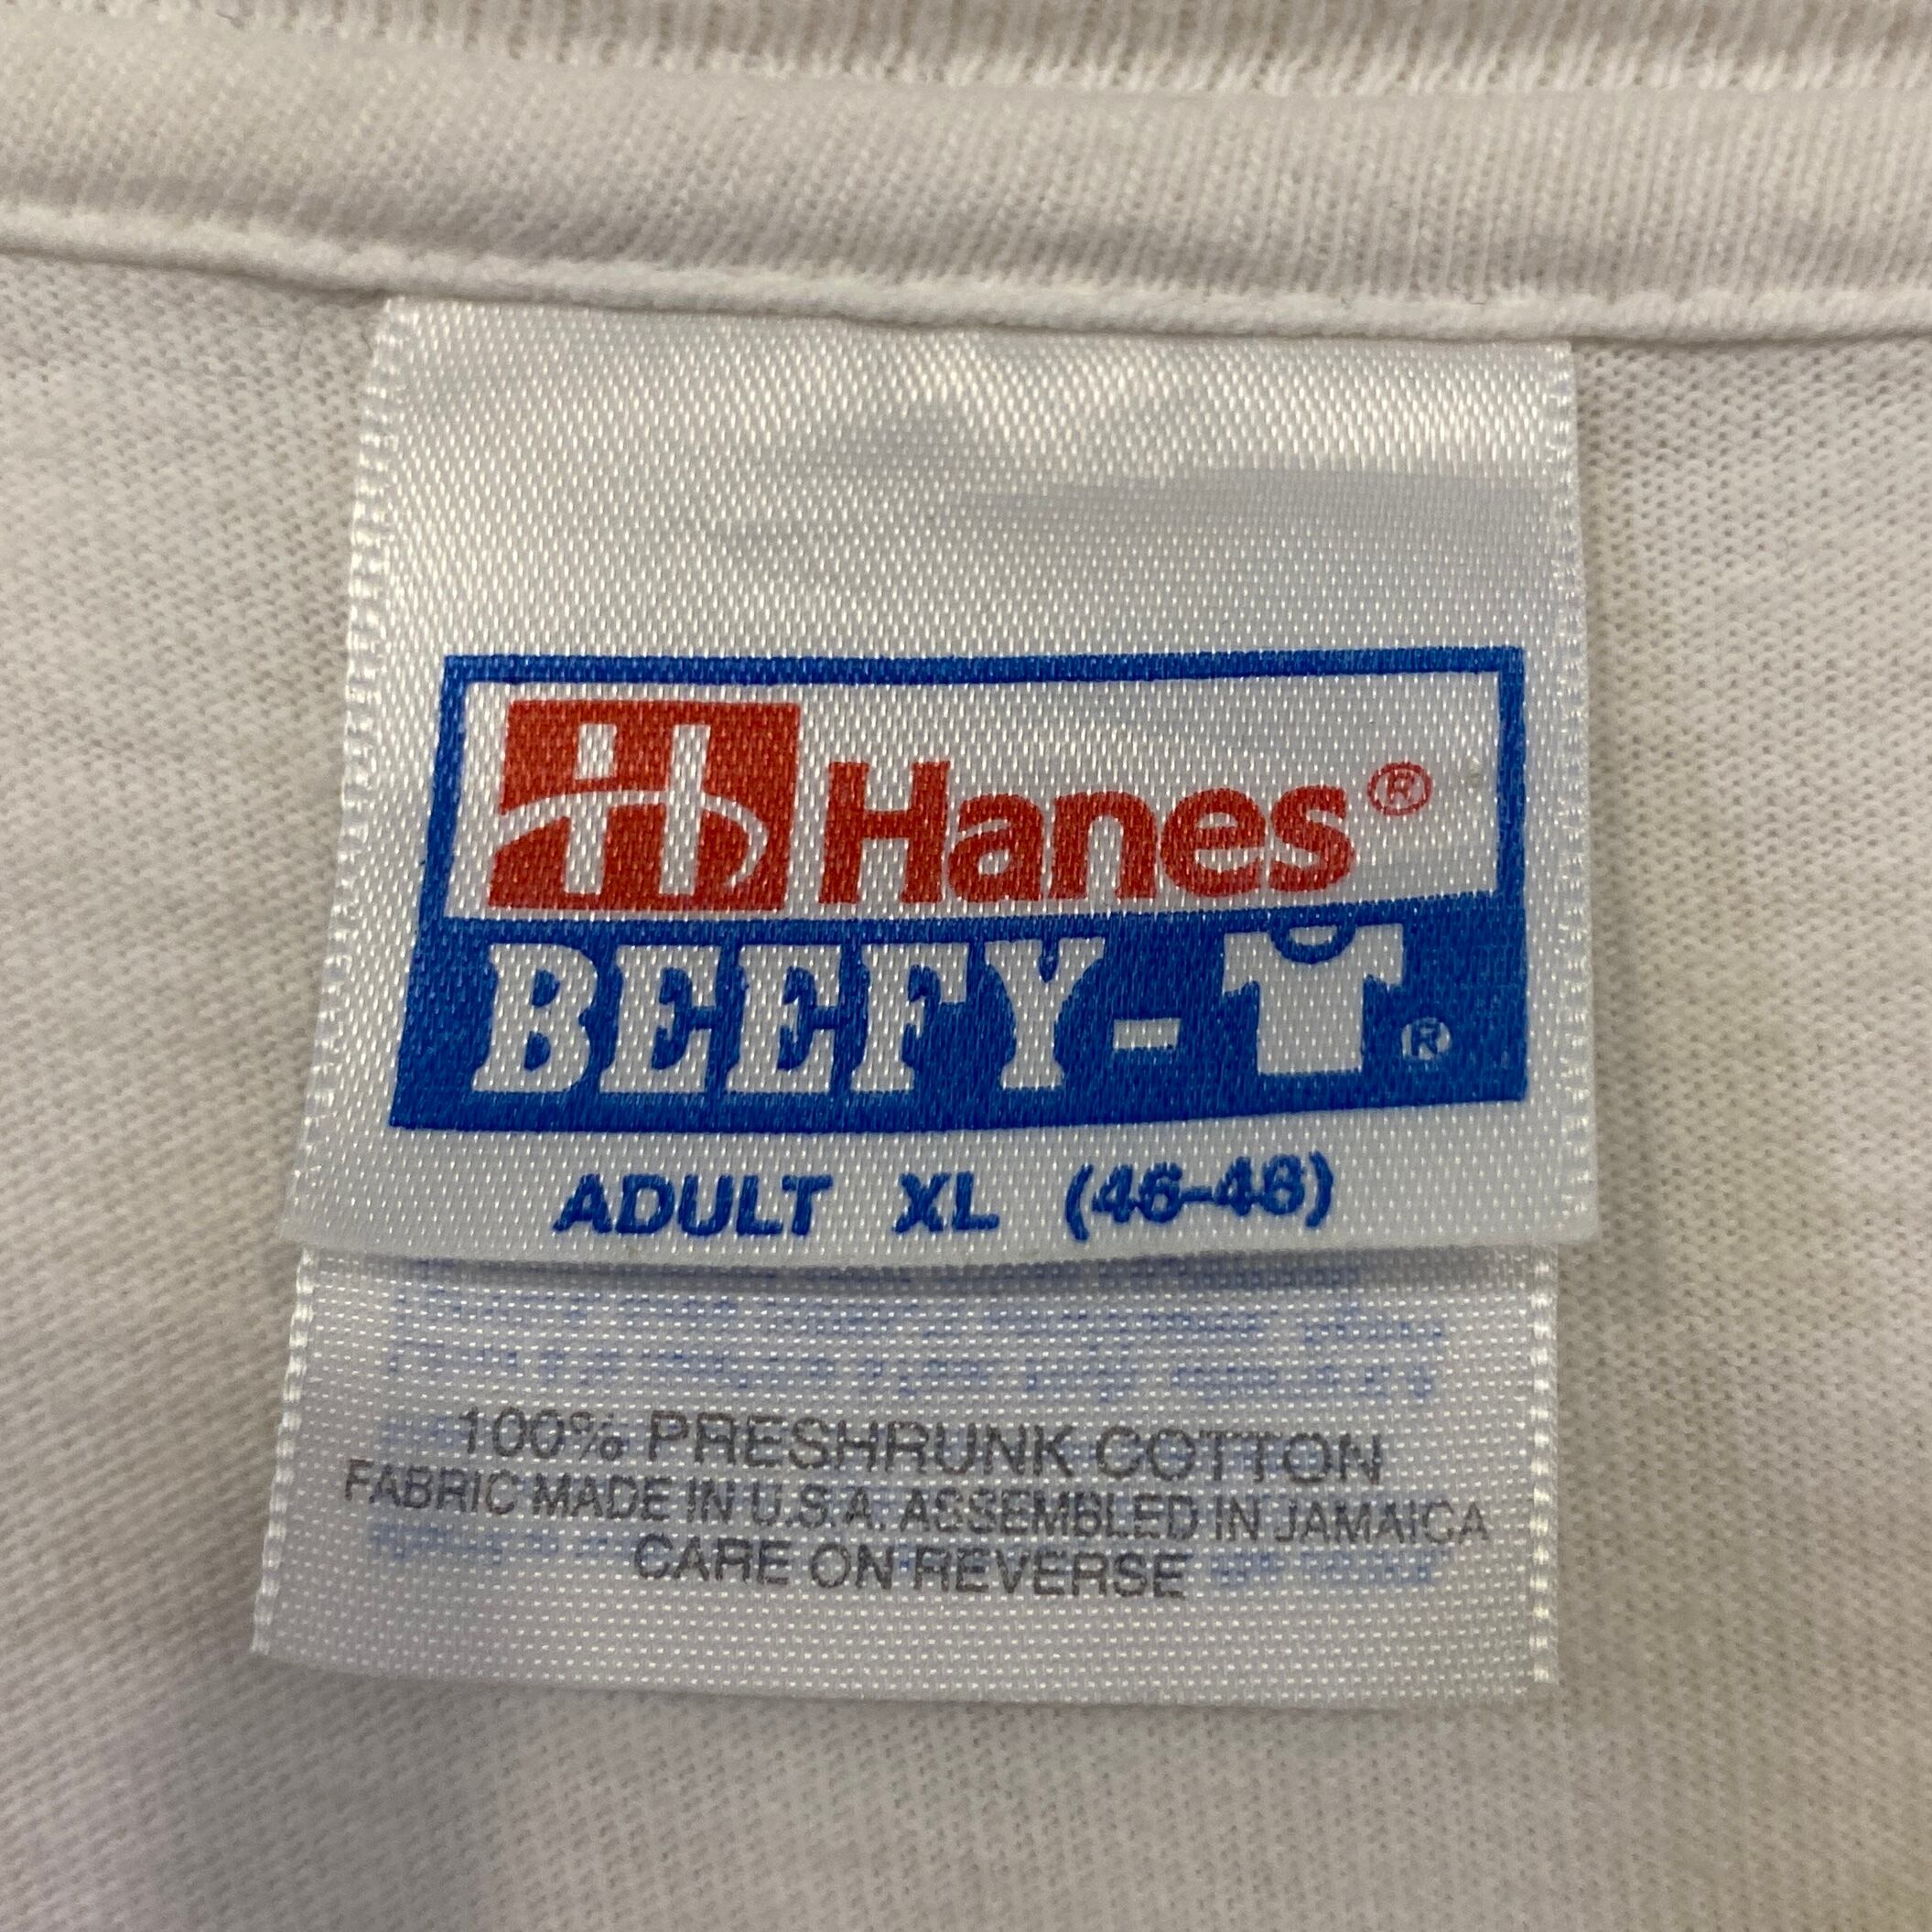 Hanes®
BEEFY-T®
ADULT XL (46-48)
100% PRESHRUNK COTTON
FABRIC MADE IN U.S.A. ASSEMBLED IN JAMAICA
CARE ON REVERSE